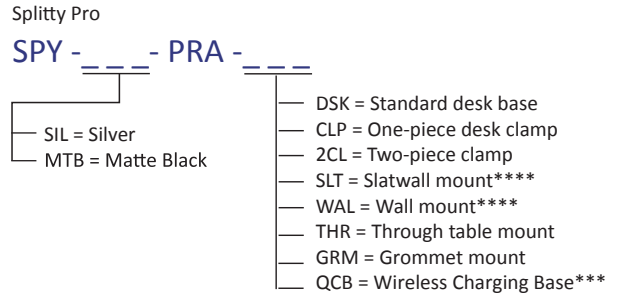 Splitty Pro
SPY - _ _ _ - PRA - _ _ _
SIL = Silver
MTB = Matte Black
DSK = Standard desk base
CLP = One-piece desk clamp
2CL = Two-piece clamp
SLT = Slatwall mount****
WAL = Wall mount****
THR = Through table mount
GRM = Grommet mount
QCB = Wireless Charging Base***